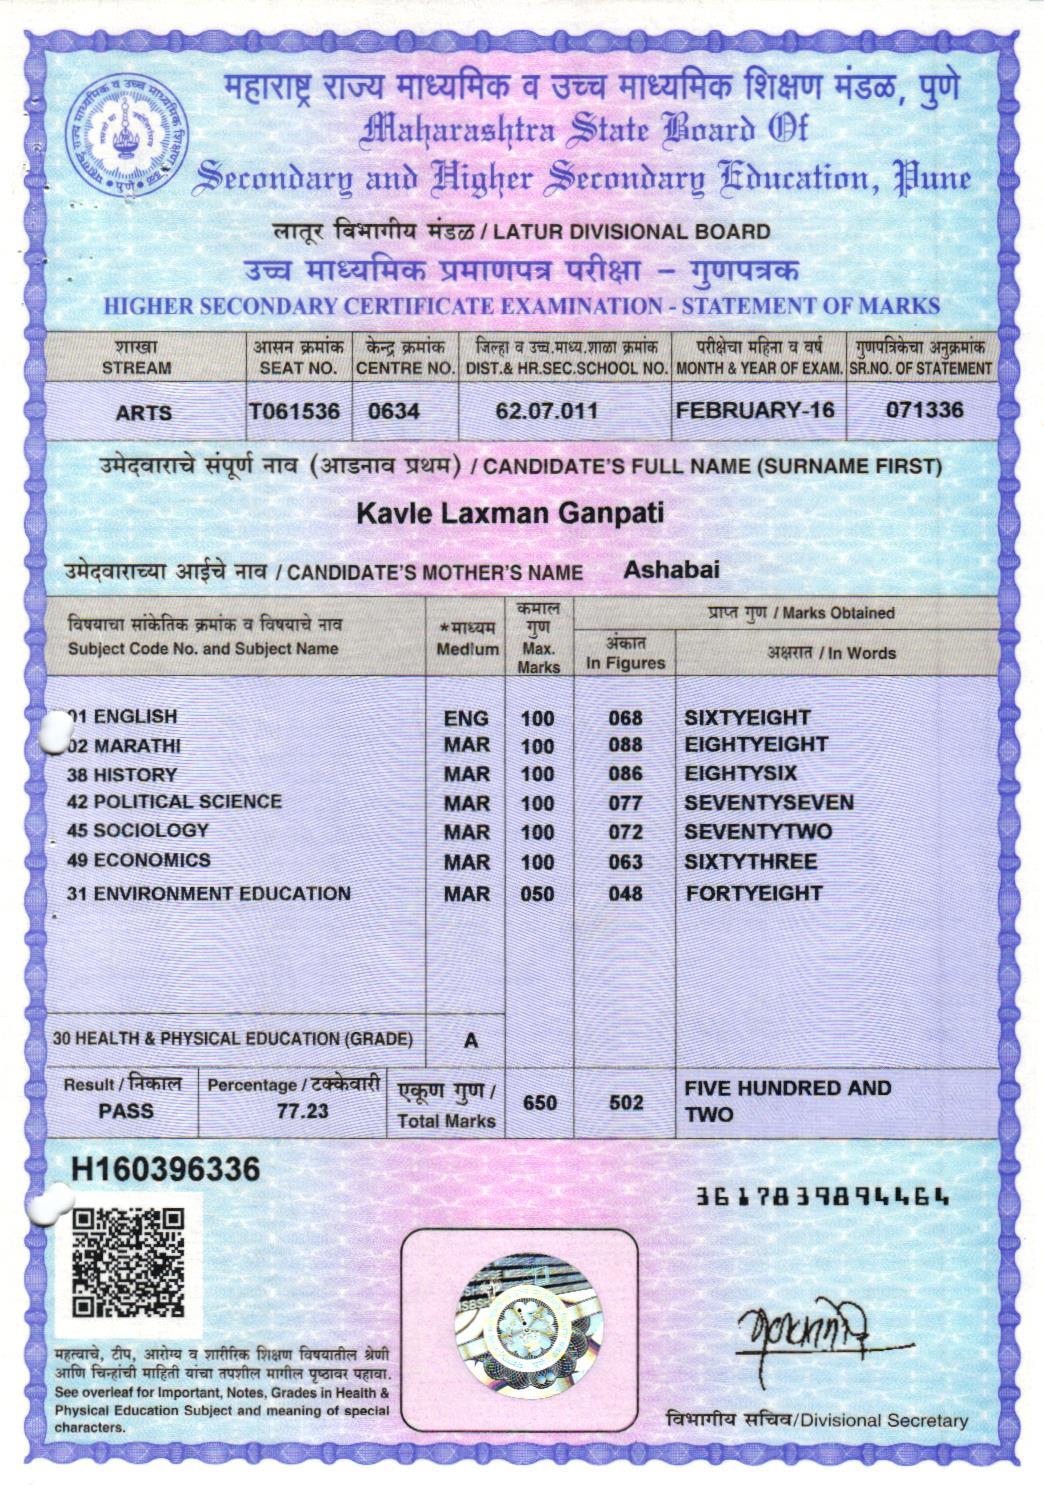 महाराष्ट्र राज्य माध्यमिक व उच्च माध्यमिक शिक्षण मंडळ, पुणे
Maharashtra State Board Of
Secondary and Higher Secondary Education, Pune
लातूर विभागीय मंडळ / LATUR DIVISIONAL BOARD
उच्च माध्यमिक प्रमाणपत्र परीक्षा – गुणपत्रक
HIGHER SECONDARY CERTIFICATE EXAMINATION - STATEMENT OF MARKS
शाखा आसन क्रमांक केन्द्र क्रमांक जिल्हा व उच्च.माध्य.शाळा क्रमांक परीक्षेचा महिना व वर्ष गुणपत्रिकेचा अनुक्रमांक
STREAM SEAT NO. CENTRE NO. DIST.& HR.SEC.SCHOOL NO. MONTH & YEAR OF EXAM. SR.NO. OF STATEMENT
ARTS T061536 0634 62.07.011 FEBRUARY-16 071336
उमेदवाराचे संपूर्ण नाव (आडनाव प्रथम) / CANDIDATE'S FULL NAME (SURNAME FIRST)
Kavle Laxman Ganpati
उमेदवाराच्या आईचे नाव / CANDIDATE'S MOTHER'S NAME Ashabai
विषयाचा सांकेतिक क्रमांक व विषयाचे नाव
Subject Code No. and Subject Name
*माध्यम
Medium
कमाल
गुण
Max.
Marks
प्राप्त गुण / Marks Obtained
अंकात
In Figures
अक्षरात / In Words
01 ENGLISH ENG 100 068 SIXTYEIGHT
02 MARATHI MAR 100 088 EIGHTYEIGHT
38 HISTORY MAR 100 086 EIGHTYSIX
42 POLITICAL SCIENCE MAR 100 077 SEVENTYSEVEN
45 SOCIOLOGY MAR 100 072 SEVENTYTWO
49 ECONOMICS MAR 100 063 SIXTYTHREE
31 ENVIRONMENT EDUCATION MAR 050 048 FORTYEIGHT
30 HEALTH & PHYSICAL EDUCATION (GRADE) A
Result / निकाल
PASS
Percentage / टक्केवारी
77.23
एकूण गुण /
Total Marks
650 502
FIVE HUNDRED AND
TWO
H160396336
3617839894464
महत्वाचे, टीप, आरोग्य व शारीरिक शिक्षण विषयातील श्रेणी
आणि चिन्हांची माहिती यांचा तपशील मागील पृष्ठावर पहावा.
See overleaf for Important, Notes, Grades in Health &
Physical Education Subject and meaning of special
characters.
विभागीय सचिव/Divisional Secretary